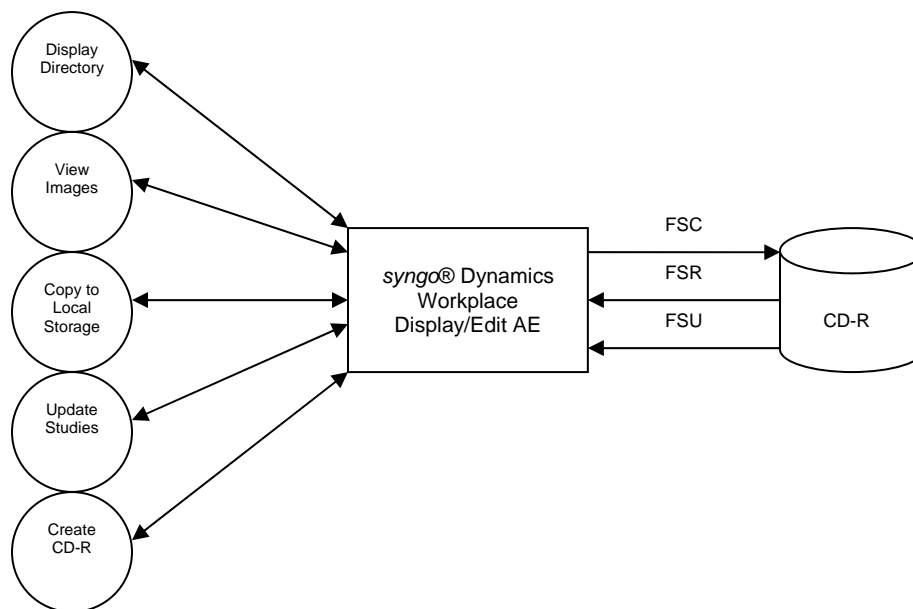 Display
Directory
View
Images
Copy to
Local
Storage
Update
Studies
Create
CD-R
syngo® Dynamics
Workplace
Display/Edit AE
FSC
FSR
FSU
CD-R